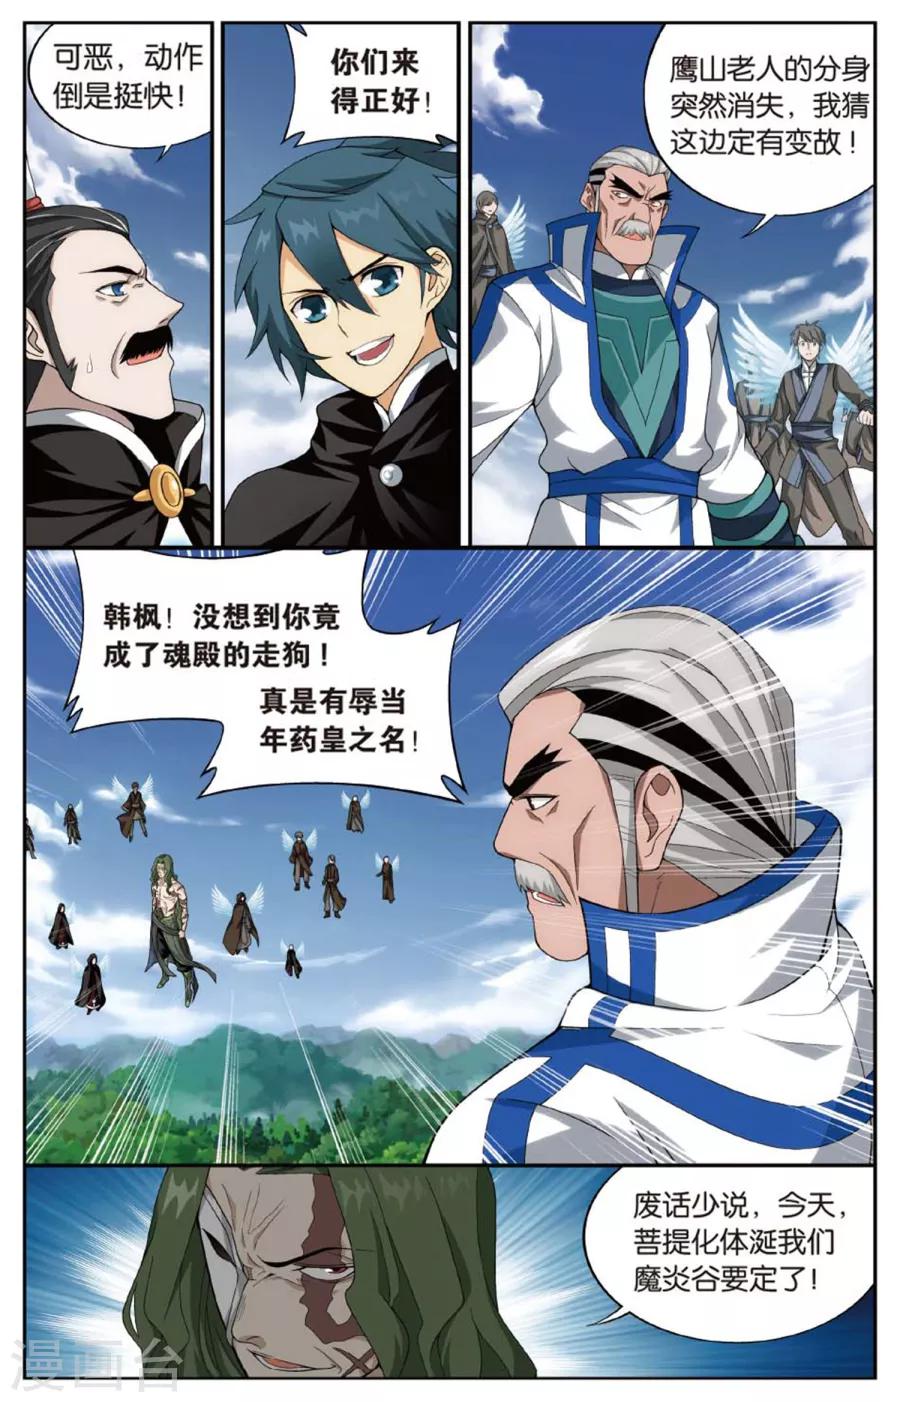 可恶，动作
倒是挺快！
你们来
得正好！
鹰山老人的分身
突然消失，我猜
这边定有变故！
韩枫！没想到你竟
成了魂殿的走狗！
真是有辱当
年药皇之名！
废话少说，今天，
菩提化体涎我们
魔炎谷要定了！
漫画台